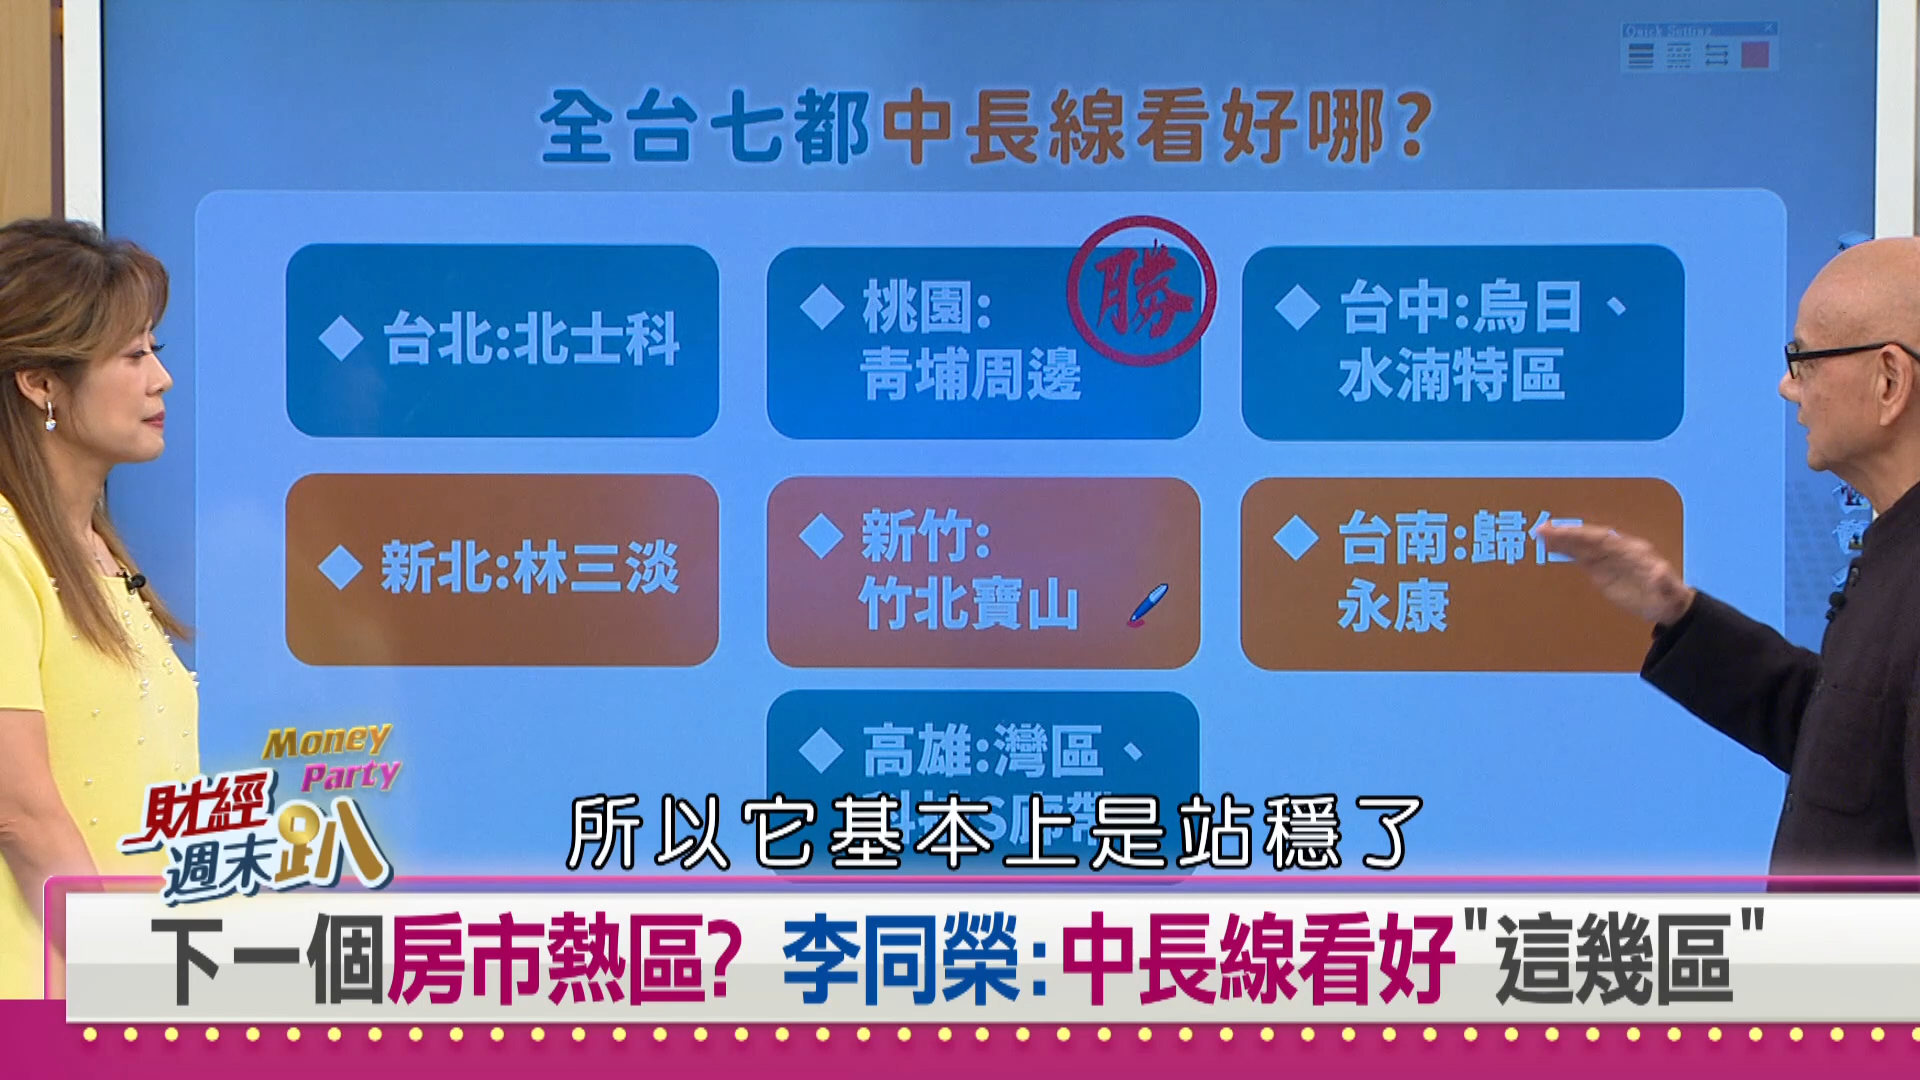 Quick Setting
全台七都中長線看好哪?
◆ 台北:北士科
◆ 桃園:
青埔周邊
勝
◆ 台中:烏日、
水湳特區
◆ 新北:林三淡
◆ 新竹:
竹北寶山
◆ 台南:歸仁
永康
◆ 高雄:灣區、
所以它基本上是站穩了
Money
Party
財經
週末趴
下一個房市熱區? 李同榮:中長線看好"這幾區"